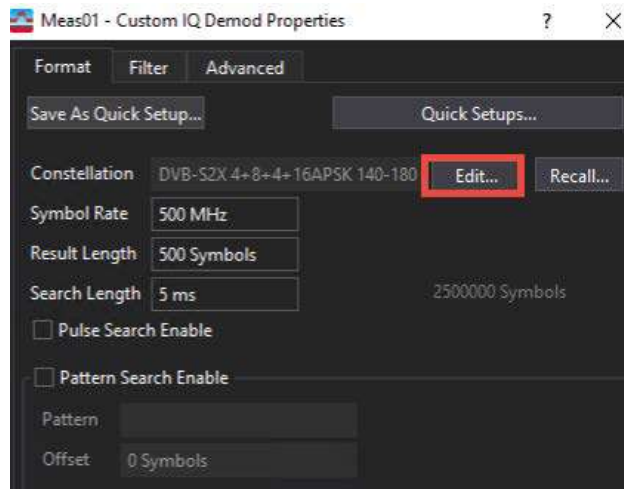 Meas01 - Custom IQ Demod Properties ? X
Format Filter Advanced
Save As Quick Setup... Quick Setups...
Constellation DVB-S2X 4+8+4+16APSK 140-180 Edit... Recall...
Symbol Rate 500 MHz
Result Length 500 Symbols
Search Length 5 ms 2500000 Symbols
Pulse Search Enable
Pattern Search Enable
Pattern
Offset 0 Symbols